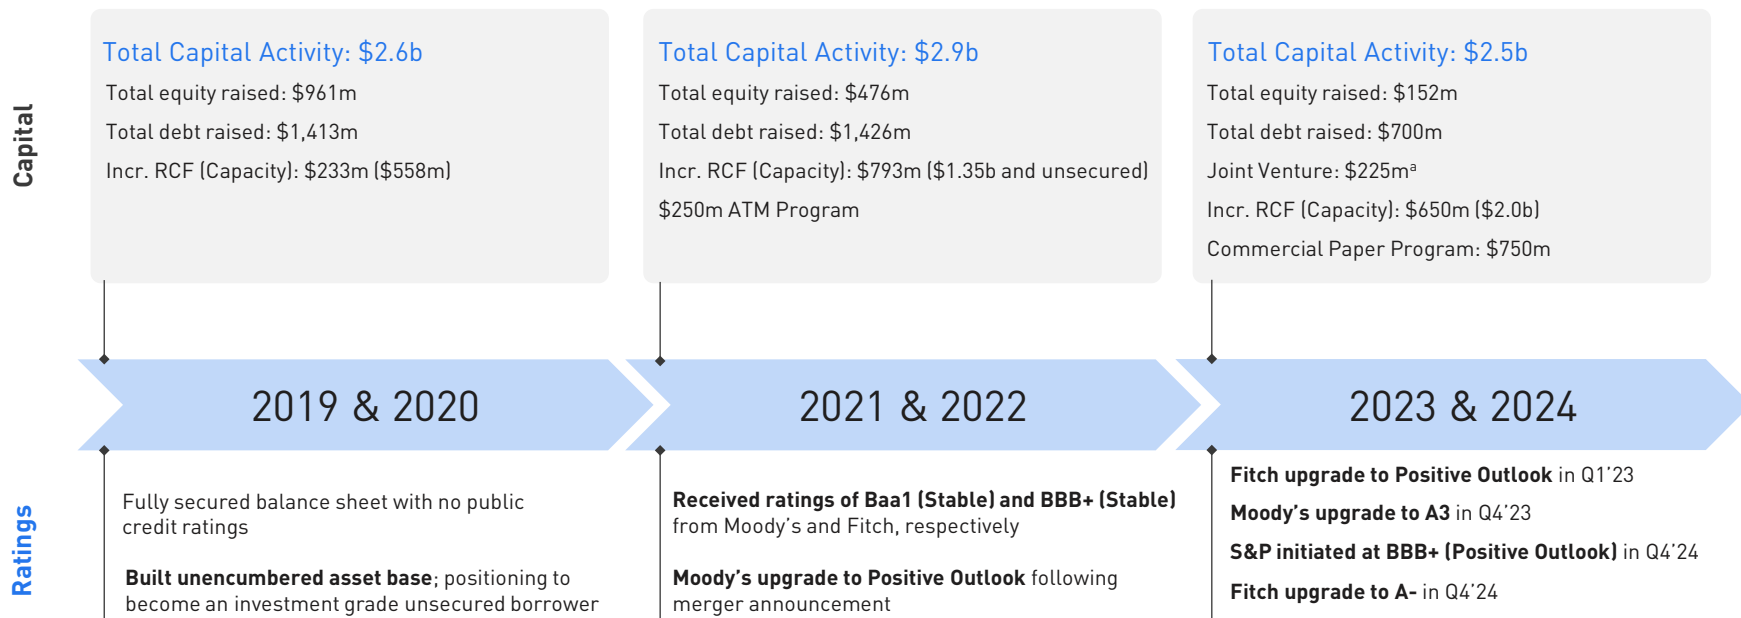 Capital
Total Capital Activity: $2.6b
Total equity raised: $961m
Total debt raised: $1,413m
Incr. RCF (Capacity): $233m ($558m)
Total Capital Activity: $2.9b
Total equity raised: $476m
Total debt raised: $1,426m
Incr. RCF (Capacity): $793m ($1.35b and unsecured)
$250m ATM Program
Total Capital Activity: $2.5b
Total equity raised: $152m
Total debt raised: $700m
Joint Venture: $225mᵃ
Incr. RCF (Capacity): $650m ($2.0b)
Commercial Paper Program: $750m
2019 & 2020
2021 & 2022
2023 & 2024
Ratings
Fully secured balance sheet with no public
credit ratings
Built unencumbered asset base; positioning to
become an investment grade unsecured borrower
Received ratings of Baa1 (Stable) and BBB+ (Stable)
from Moody's and Fitch, respectively
Moody's upgrade to Positive Outlook following
merger announcement
Fitch upgrade to Positive Outlook in Q1'23
Moody's upgrade to A3 in Q4'23
S&P initiated at BBB+ (Positive Outlook) in Q4'24
Fitch upgrade to A- in Q4'24